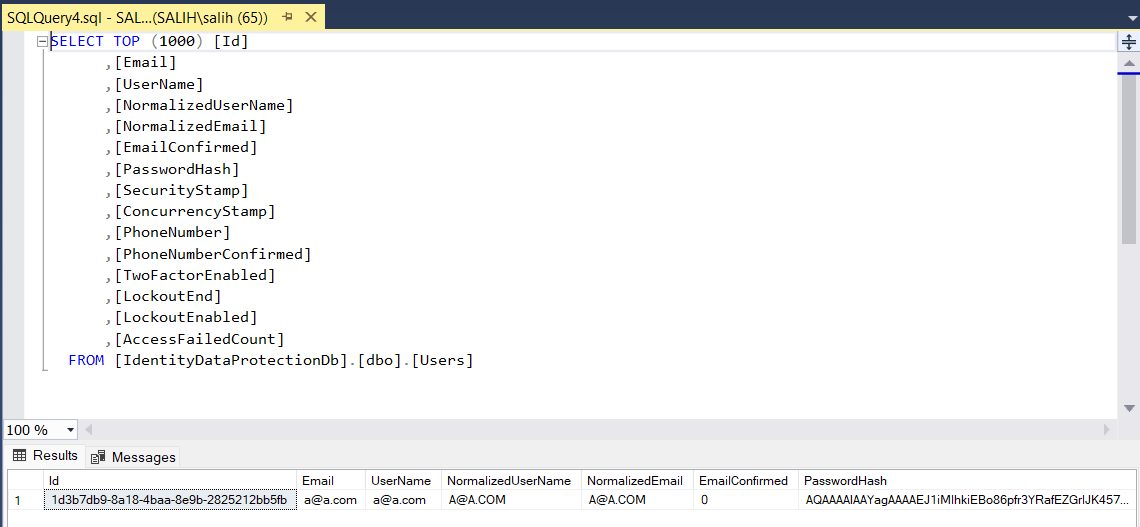 SQLQuery4.sql - SAL...(SALIH\salih (65))
SELECT TOP (1000) [Id]
,[Email]
,[UserName]
,[NormalizedUserName]
,[NormalizedEmail]
,[EmailConfirmed]
,[PasswordHash]
,[SecurityStamp]
,[ConcurrencyStamp]
,[PhoneNumber]
,[PhoneNumberConfirmed]
,[TwoFactorEnabled]
,[LockoutEnd]
,[LockoutEnabled]
,[AccessFailedCount]
FROM [IdentityDataProtectionDb].[dbo].[Users]
100 %
Results Messages
Id Email UserName NormalizedUserName NormalizedEmail EmailConfirmed PasswordHash
1 1d3b7db9-8a18-4baa-8e9b-2825212bb5fb a@a.com a@a.com A@A.COM A@A.COM 0